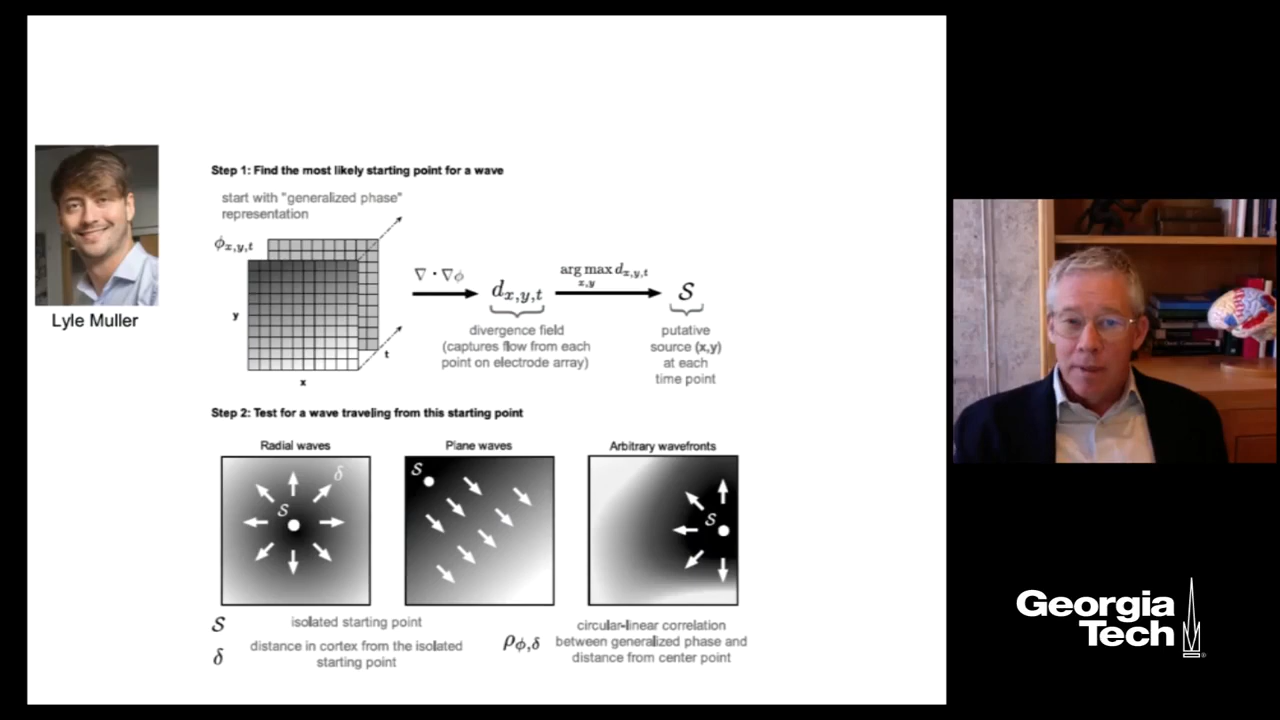 Step 1: Find the most likely starting point for a wave
start with "generalized phase"
representation
ϕx,y,t
y
x
t
∇ · ∇ϕ
dx,y,t
arg max dx,y,t
x,y
S
divergence field
(captures flow from each
point on electrode array)
putative
source (x,y)
at each
time point
Lyle Muller
Step 2: Test for a wave traveling from this starting point
Radial waves
Plane waves
Arbitrary wavefronts
δ
S
S
S
S
isolated starting point
δ
distance in cortex from the isolated
starting point
ρϕ,δ
circular-linear correlation
between generalized phase and
distance from center point
Georgia
Tech